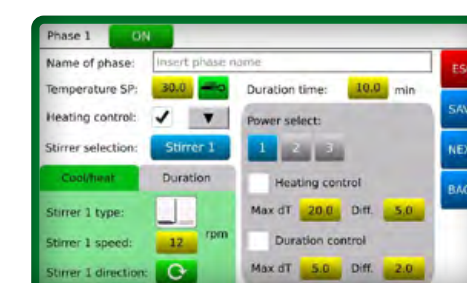 Phase 1 ON
Name of phase: Insert phase name
Temperature SP: 30.0 Duration time: 10.0 min
Heating control: Power select:
Stirrer selection: Stirrer 1 1 2 3
Cool/heat Duration Heating control
Stirrer 1 type: Max dT 20.0 Diff. 5.0
Stirrer 1 speed: 12 rpm Duration control
Stirrer 1 direction: Max dT 5.0 Diff. 2.0
ES
SAV
NE
BA